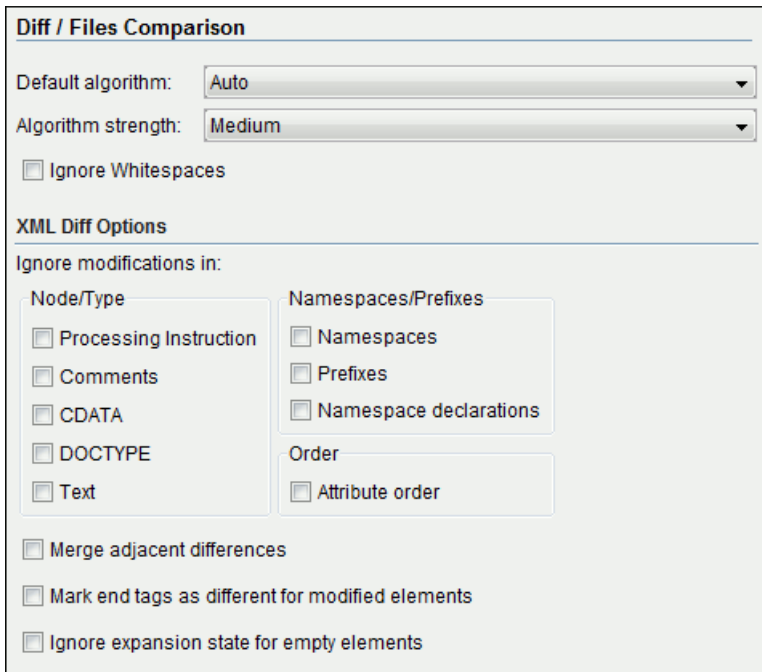 Diff / Files Comparison
Default algorithm: Auto
Algorithm strength: Medium
Ignore Whitespaces
XML Diff Options
Ignore modifications in:
Node/Type
Processing Instruction
Comments
CDATA
DOCTYPE
Text
Namespaces/Prefixes
Namespaces
Prefixes
Namespace declarations
Order
Attribute order
Merge adjacent differences
Mark end tags as different for modified elements
Ignore expansion state for empty elements